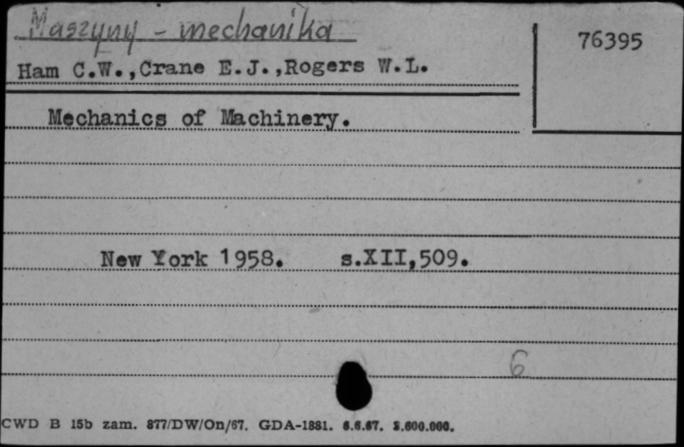 Maszyny - mechanika
76395
Ham C.W.,Crane E.J.,Rogers W.L.
Mechanics of Machinery.
New York 1958. s.XII,509.
6
CWD B 15b zam. 877/DW/On/67. GDA-1881. 6.6.67. 2.600.000.